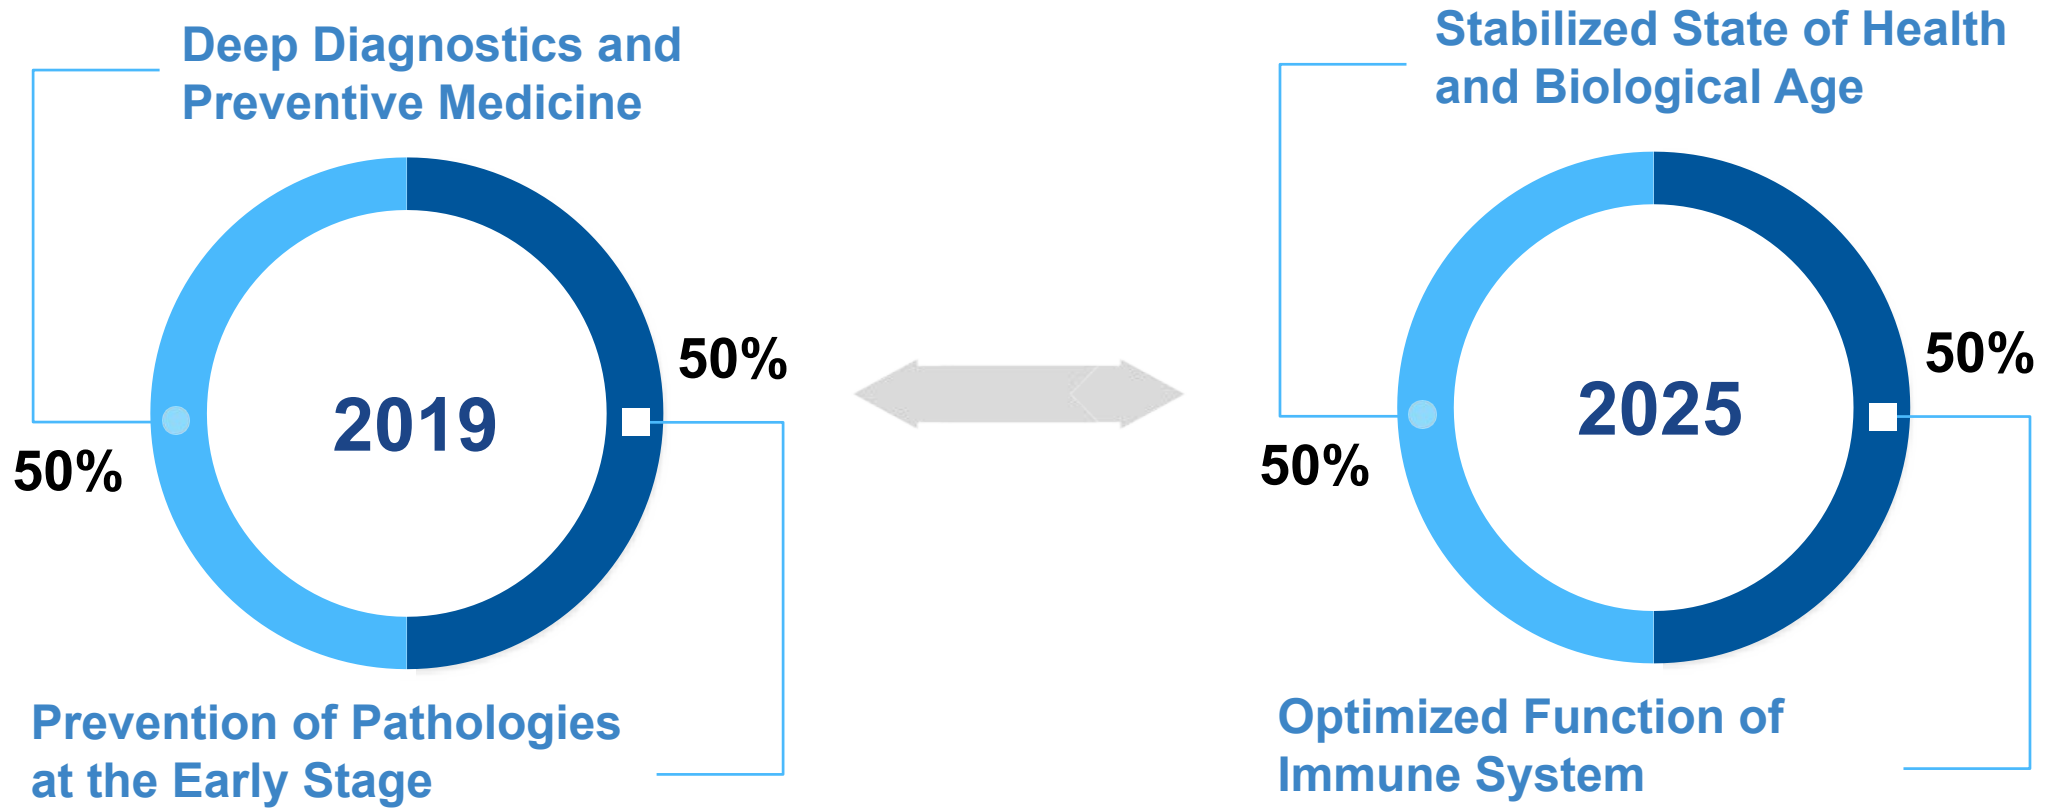 Deep Diagnostics and
Preventive Medicine
50%
2019
50%
Prevention of Pathologies
at the Early Stage
Stabilized State of Health
and Biological Age
50%
2025
50%
Optimized Function of
Immune System